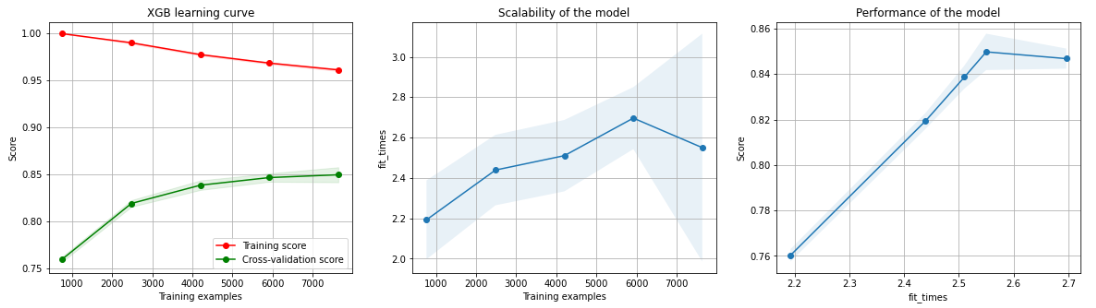 XGB learning curve
1.00
0.95
0.90
0.85
0.80
0.75
Score
1000 2000 3000 4000 5000 6000 7000
Training examples
Training score
Cross-validation score
Scalability of the model
3.0
2.8
2.6
2.4
2.2
2.0
fit_times
1000 2000 3000 4000 5000 6000 7000
Training examples
Performance of the model
0.86
0.84
0.82
0.80
0.78
0.76
Score
2.2 2.3 2.4 2.5 2.6 2.7
fit_times